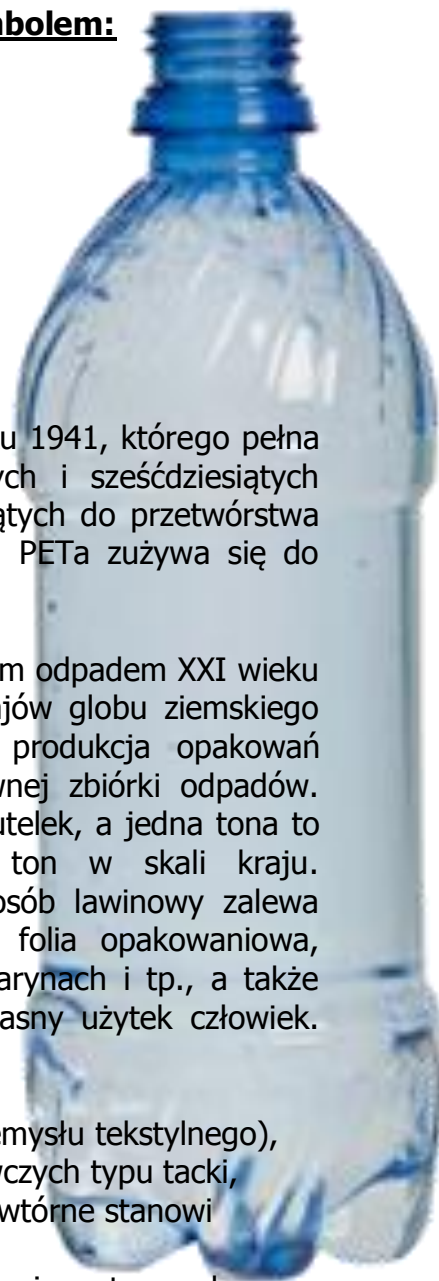 bolem:
u 1941, którego pełna
ych i sześćdziesiątych
ątych do przetwórstwa
PETa zużywa się do
m odpadem XXI wieku
jów globu ziemskiego
produkcja opakowań
wnej zbiórki odpadów.
utelek, a jedna tona to
ton w skali kraju.
osób lawinowy zalewa
folia opakowaniowa,
arynach i tp., a także
asny użytek człowiek.
emysłu tekstylnego),
wczych typu tacki,
wtórne stanowi